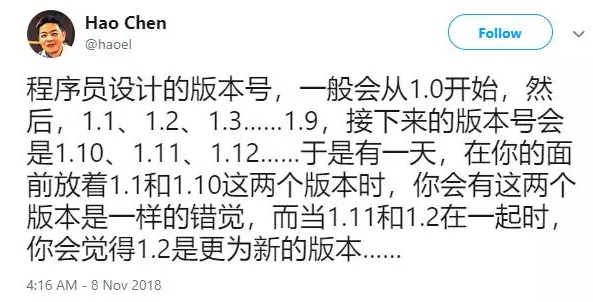 Hao Chen
@haoel
Follow
程序员设计的版本号，一般会从1.0开始，然
后，1.1、1.2、1.3......1.9，接下来的版本号会
是1.10、1.11、1.12......于是有一天，在你的面
前放着1.1和1.10这两个版本时，你会有这两个
版本是一样的错觉，而当1.11和1.2在一起时，
你会觉得1.2是更为新的版本......
4:16 AM - 8 Nov 2018